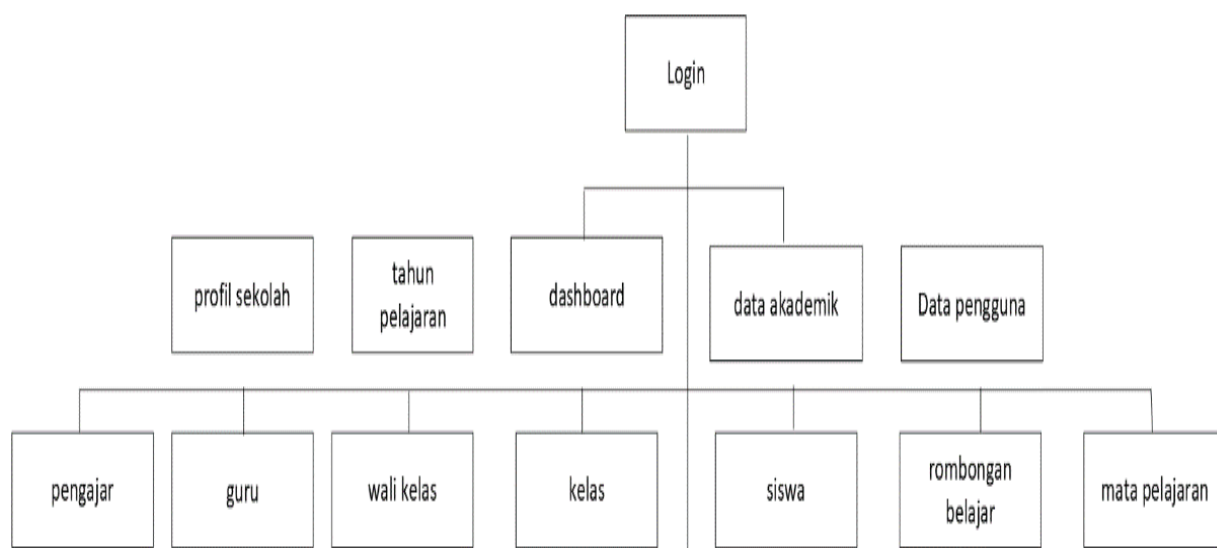 Login
profil sekolah
tahun
pelajaran
dashboard
data akademik
Data pengguna
pengajar
guru
wali kelas
kelas
siswa
rombongan
belajar
mata pelajaran